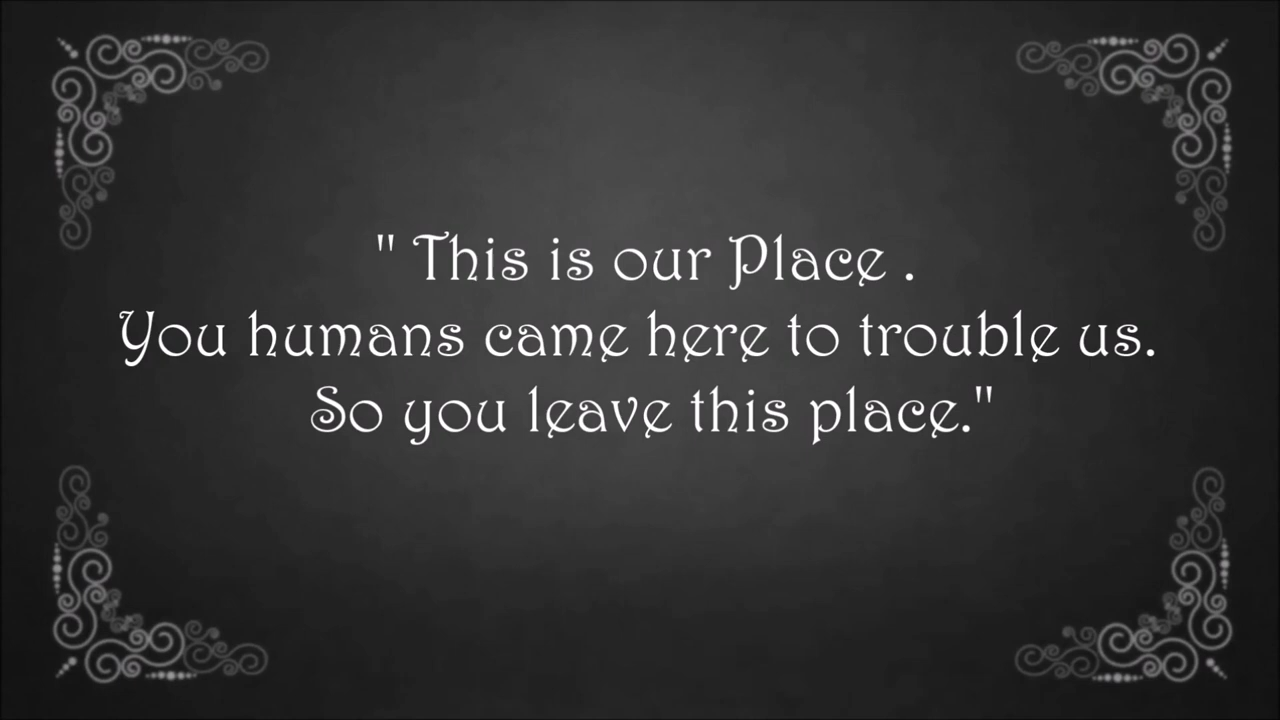 " This is our Place .
You humans came here to trouble us.
So you leave this place."